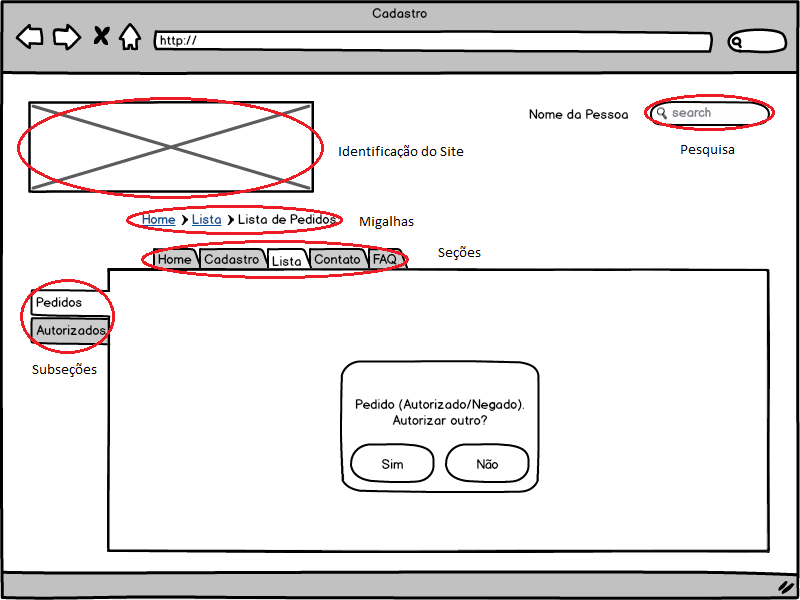 Cadastro
http://
Nome da Pessoa
search
Identificação do Site
Pesquisa
Home > Lista > Lista de Pedidos
Migalhas
Home Cadastro Lista Contato FAQ
Seções
Pedidos
Autorizados
Subseções
Pedido (Autorizado/Negado).
Autorizar outro?
Sim Não